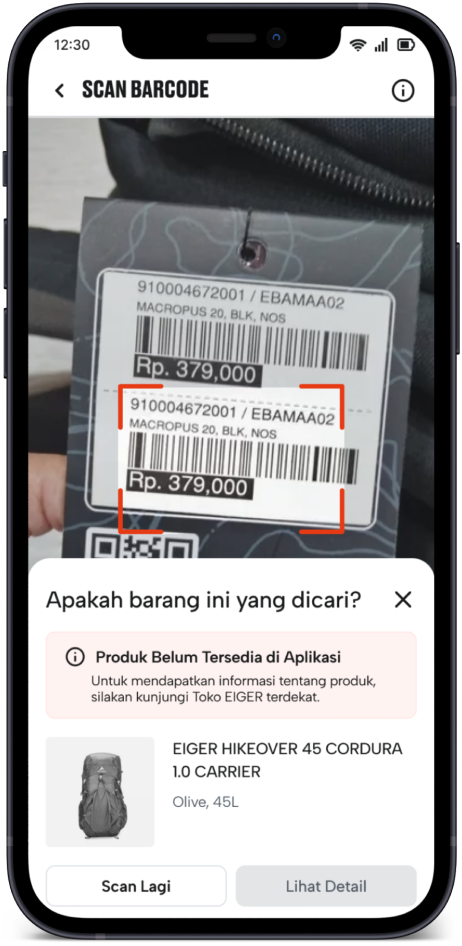 12:30
SCAN BARCODE
910004672001 / EBAMAA02
MACROPUS 20, BLK, NOS
Rp. 379,000
910004672001 / EBAMAA02
MACROPUS 20, BLK, NOS
Rp. 379,000
Apakah barang ini yang dicari?
Produk Belum Tersedia di Aplikasi
Untuk mendapatkan informasi tentang produk,
silakan kunjungi Toko EIGER terdekat.
EIGER HIKEOVER 45 CORDURA
1.0 CARRIER
Olive, 45L
Scan Lagi
Lihat Detail